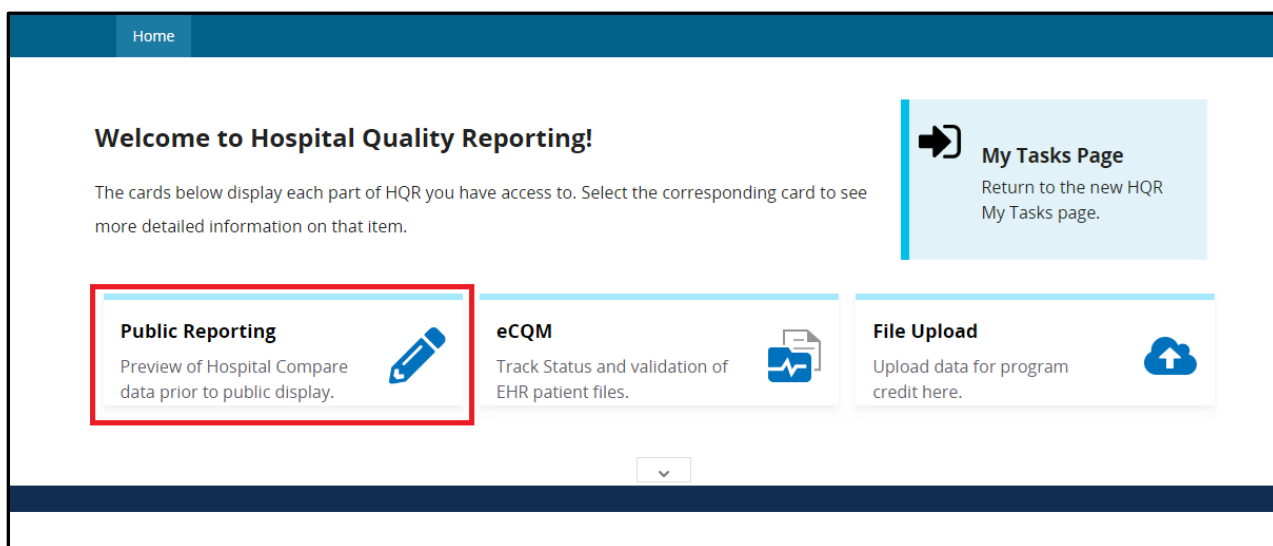 Home
Welcome to Hospital Quality Reporting!
The cards below display each part of HQR you have access to. Select the corresponding card to see
more detailed information on that item.
My Tasks Page
Return to the new HQR
My Tasks page.
Public Reporting
Preview of Hospital Compare
data prior to public display.
eCQM
Track Status and validation of
EHR patient files.
File Upload
Upload data for program
credit here.